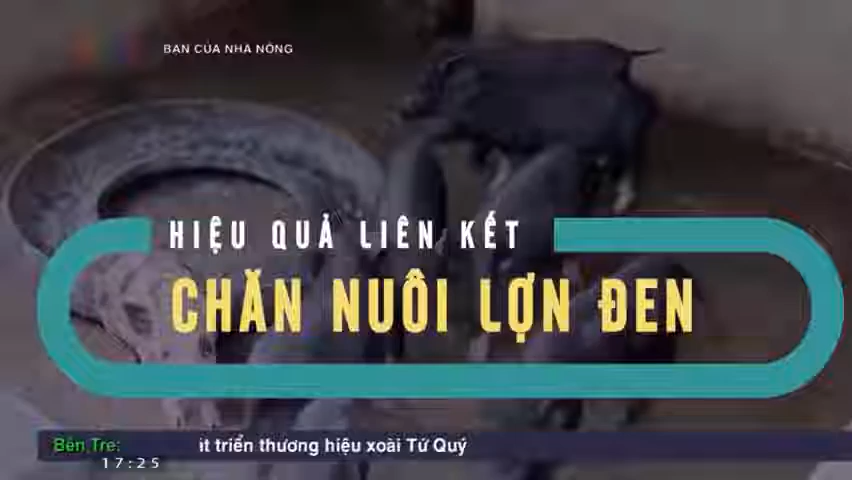 BẠN CỦA NHÀ NÔNG
HIỆU QUẢ LIÊN KẾT
CHĂN NUÔI LỢN ĐEN
Bến Tre: triển thương hiệu xoài Tứ Quý
17:25